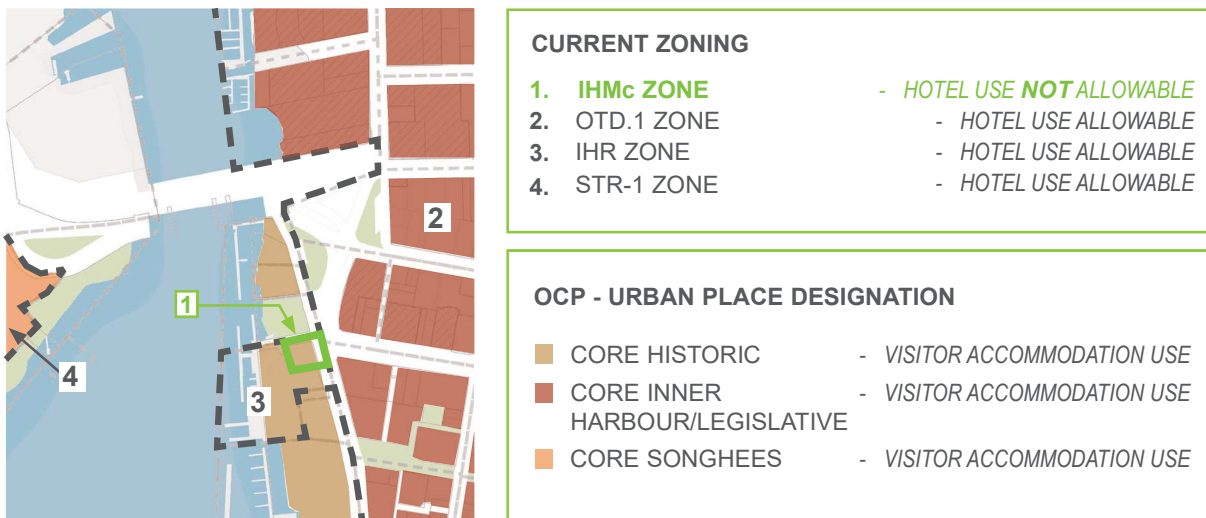 2
1
4
3
CURRENT ZONING
1. IHMc ZONE - HOTEL USE NOT ALLOWABLE
2. OTD.1 ZONE - HOTEL USE ALLOWABLE
3. IHR ZONE - HOTEL USE ALLOWABLE
4. STR-1 ZONE - HOTEL USE ALLOWABLE
OCP - URBAN PLACE DESIGNATION
CORE HISTORIC - VISITOR ACCOMMODATION USE
CORE INNER - VISITOR ACCOMMODATION USE
HARBOUR/LEGISLATIVE
CORE SONGHEES - VISITOR ACCOMMODATION USE